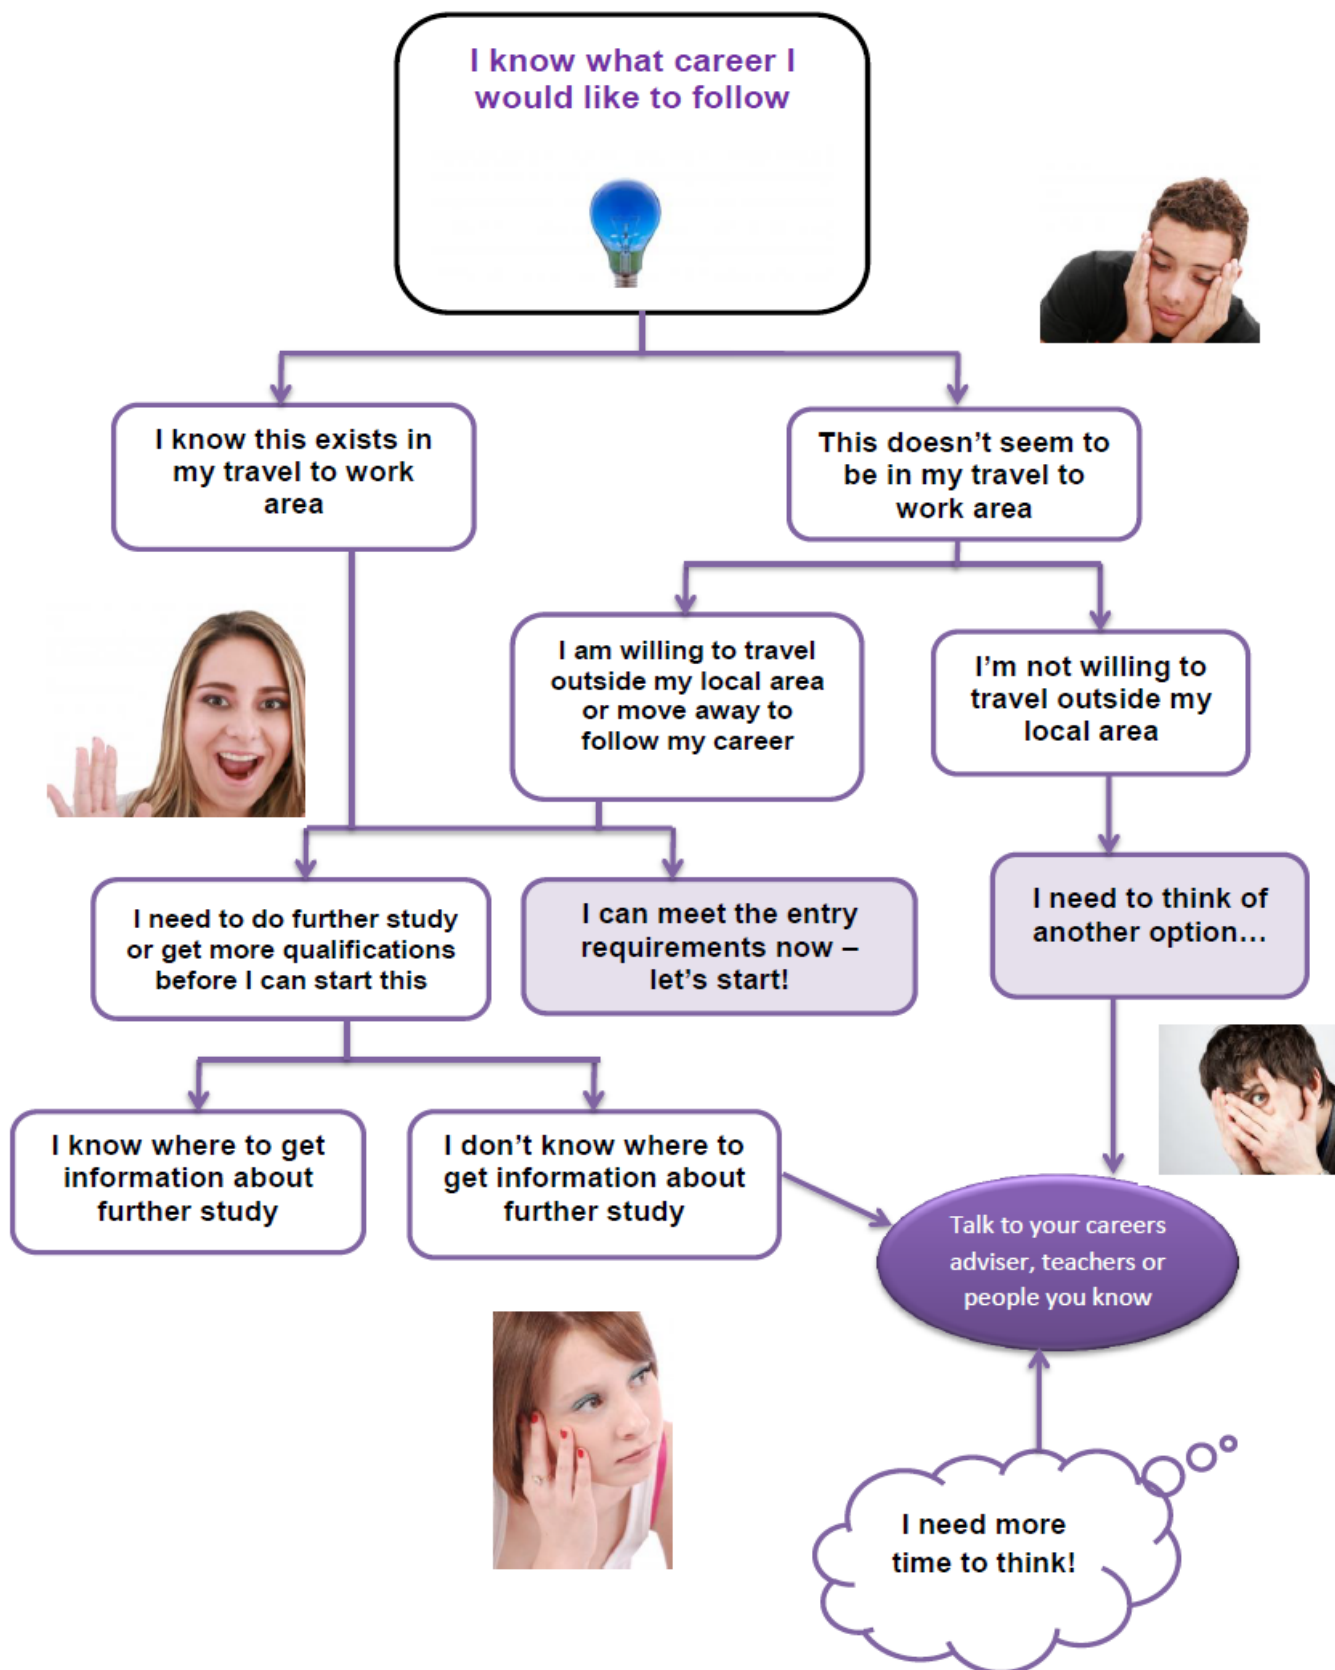 I know what career I
would like to follow
I know this exists in
my travel to work
area
This doesn't seem to
be in my travel to
work area
I am willing to travel
outside my local area
or move away to
follow my career
I'm not willing to
travel outside my
local area
I need to do further study
or get more qualifications
before I can start this
I can meet the entry
requirements now –
let's start!
I need to think of
another option…
I know where to get
information about
further study
I don't know where to
get information about
further study
Talk to your careers
adviser, teachers or
people you know
I need more
time to think!